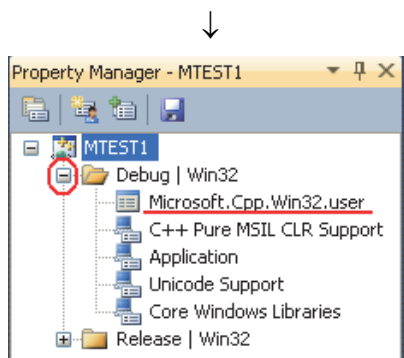 ↓
Property Manager - MTEST1
MTEST1
Debug | Win32
Microsoft.Cpp.Win32.user
C++ Pure MSIL CLR Support
Application
Unicode Support
Core Windows Libraries
Release | Win32